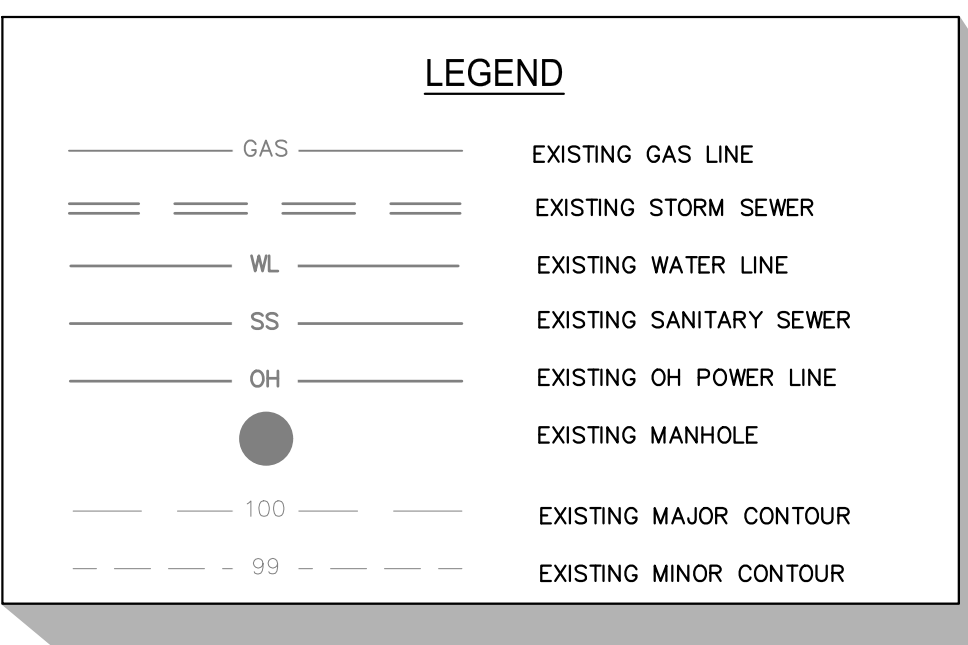 LEGEND
GAS EXISTING GAS LINE
EXISTING STORM SEWER
WL EXISTING WATER LINE
SS EXISTING SANITARY SEWER
OH EXISTING OH POWER LINE
EXISTING MANHOLE
100 EXISTING MAJOR CONTOUR
99 EXISTING MINOR CONTOUR